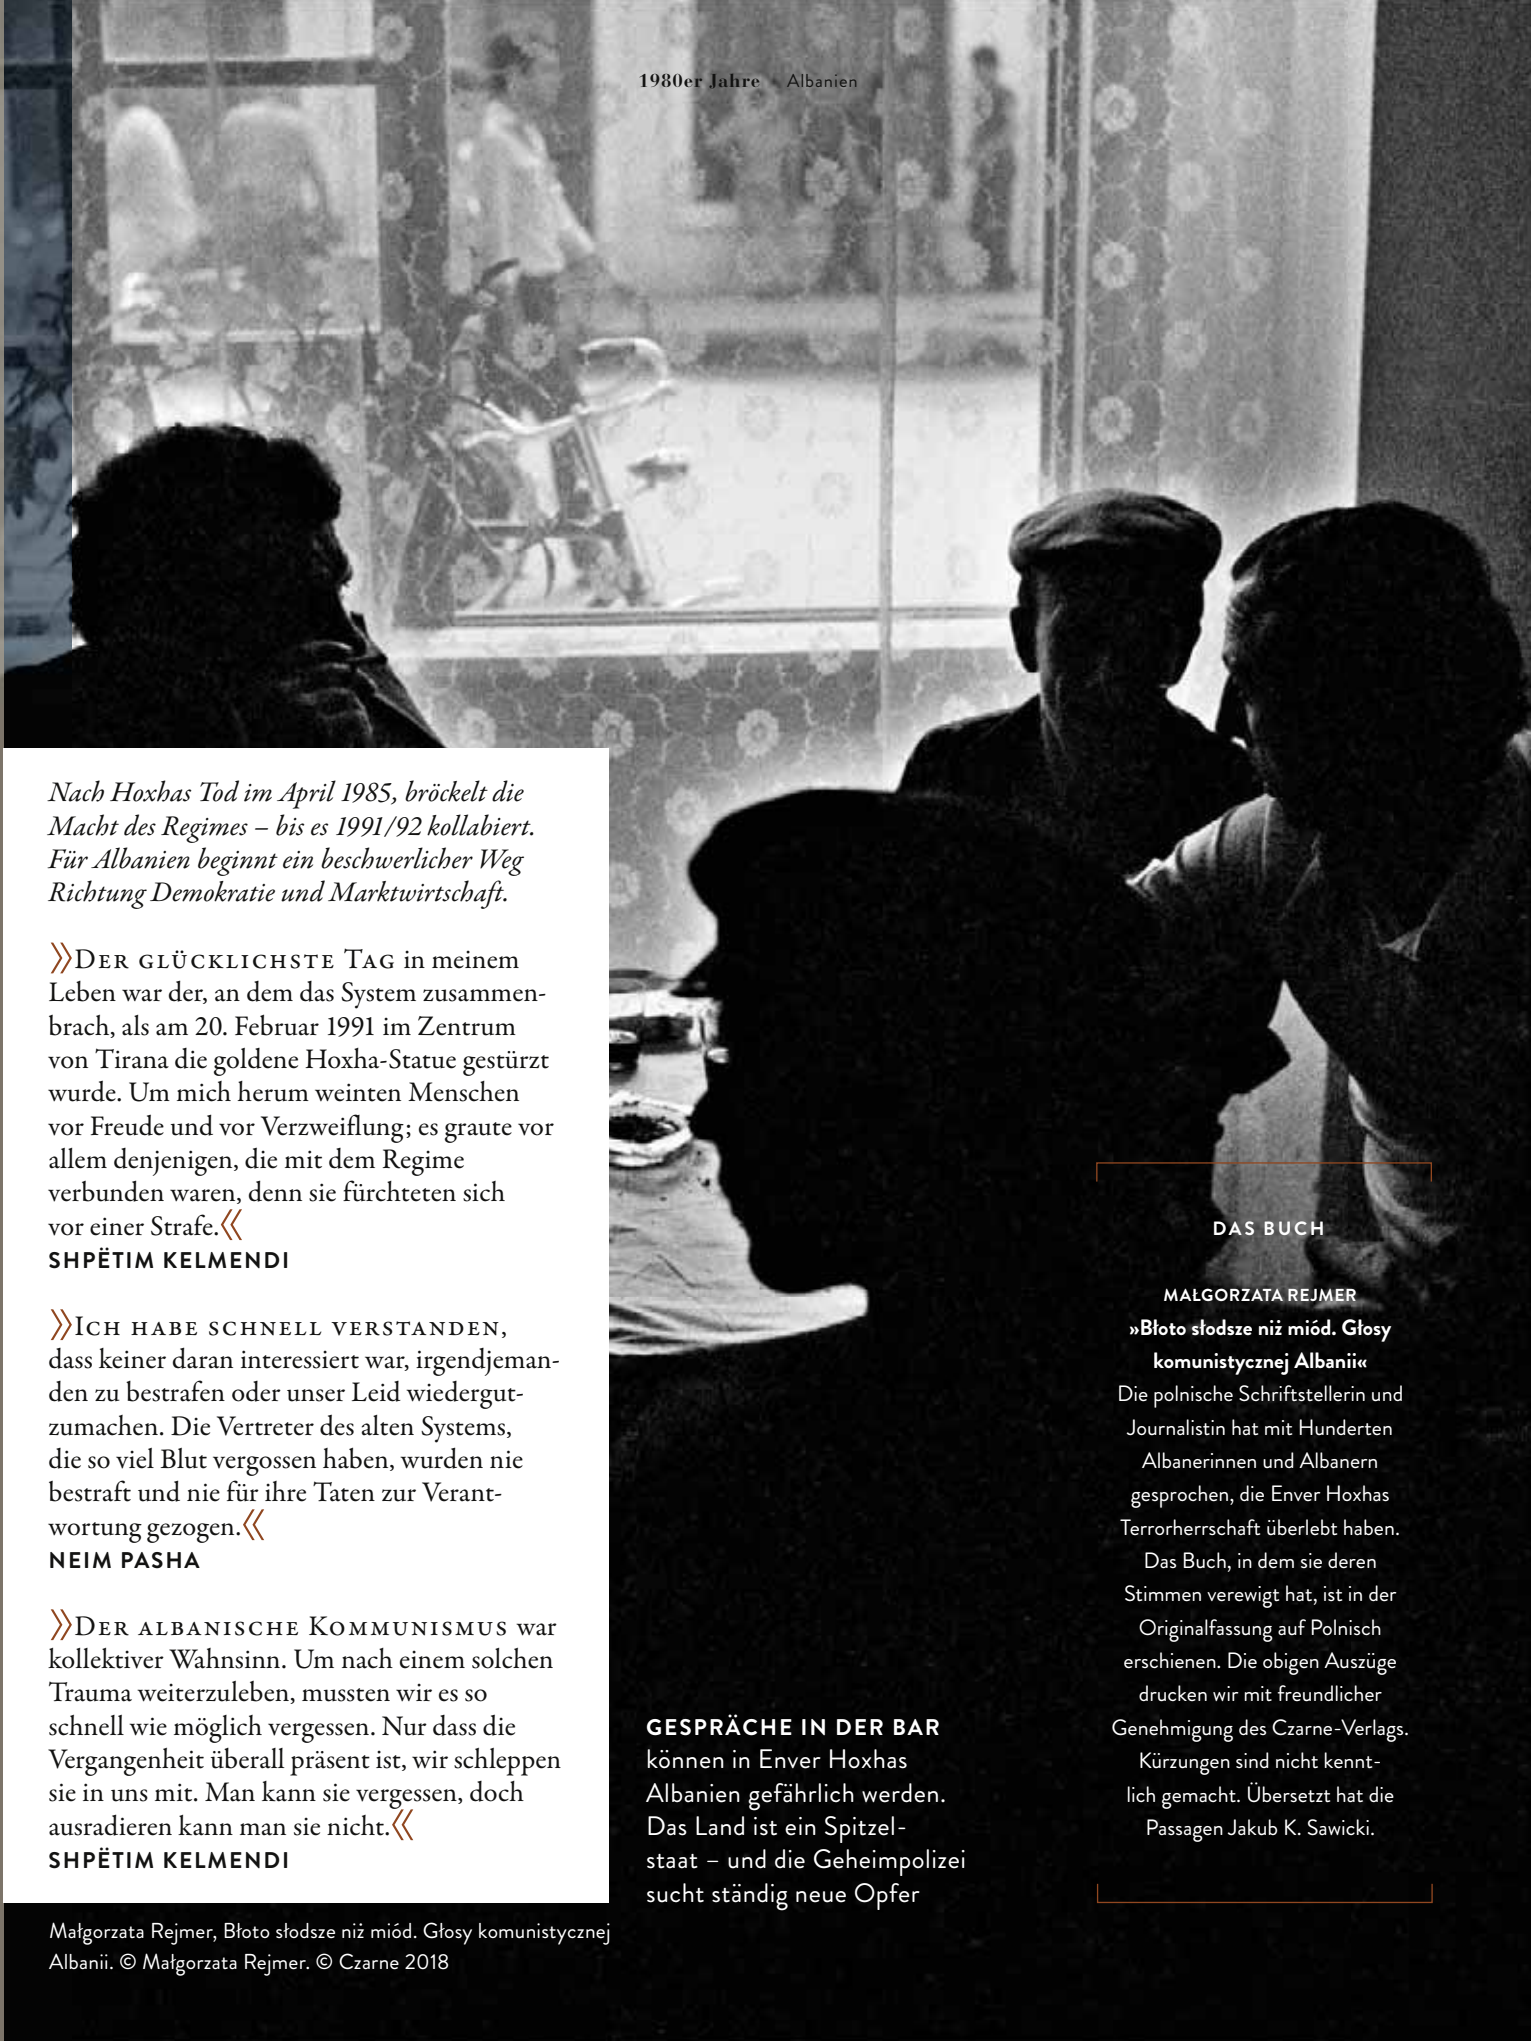 1980er Jahre • Albanien
Nach Hoxhas Tod im April 1985, bröckelt die
Macht des Regimes – bis es 1991/92 kollabiert.
Für Albanien beginnt ein beschwerlicher Weg
Richtung Demokratie und Marktwirtschaft.
»Der glücklichste Tag in meinem
Leben war der, an dem das System zusammen-
brach, als am 20. Februar 1991 im Zentrum
von Tirana die goldene Hoxha-Statue gestürzt
wurde. Um mich herum weinten Menschen
vor Freude und vor Verzweiflung; es graute vor
allem denjenigen, die mit dem Regime
verbunden waren, denn sie fürchteten sich
vor einer Strafe.«
SHPËTIM KELMENDI
»Ich habe schnell verstanden,
dass keiner daran interessiert war, irgendjeman-
den zu bestrafen oder unser Leid wiedergut-
zumachen. Die Vertreter des alten Systems,
die so viel Blut vergossen haben, wurden nie
bestraft und nie für ihre Taten zur Verant-
wortung gezogen.«
NEIM PASHA
»Der albanische Kommunismus war
kollektiver Wahnsinn. Um nach einem solchen
Trauma weiterzuleben, mussten wir es so
schnell wie möglich vergessen. Nur dass die
Vergangenheit überall präsent ist, wir schleppen
sie in uns mit. Man kann sie vergessen, doch
ausradieren kann man sie nicht.«
SHPËTIM KELMENDI
Małgorzata Rejmer, Błoto słodsze niż miód. Głosy komunistycznej
Albanii. © Małgorzata Rejmer. © Czarne 2018
GESPRÄCHE IN DER BAR
können in Enver Hoxhas
Albanien gefährlich werden.
Das Land ist ein Spitzel-
staat – und die Geheimpolizei
sucht ständig neue Opfer
DAS BUCH
MAŁGORZATA REJMER
»Błoto słodsze niż miód. Głosy
komunistycznej Albanii«
Die polnische Schriftstellerin und
Journalistin hat mit Hunderten
Albanerinnen und Albanern
gesprochen, die Enver Hoxhas
Terrorherrschaft überlebt haben.
Das Buch, in dem sie deren
Stimmen verewigt hat, ist in der
Originalfassung auf Polnisch
erschienen. Die obigen Auszüge
drucken wir mit freundlicher
Genehmigung des Czarne-Verlags.
Kürzungen sind nicht kennt-
lich gemacht. Übersetzt hat die
Passagen Jakub K. Sawicki.